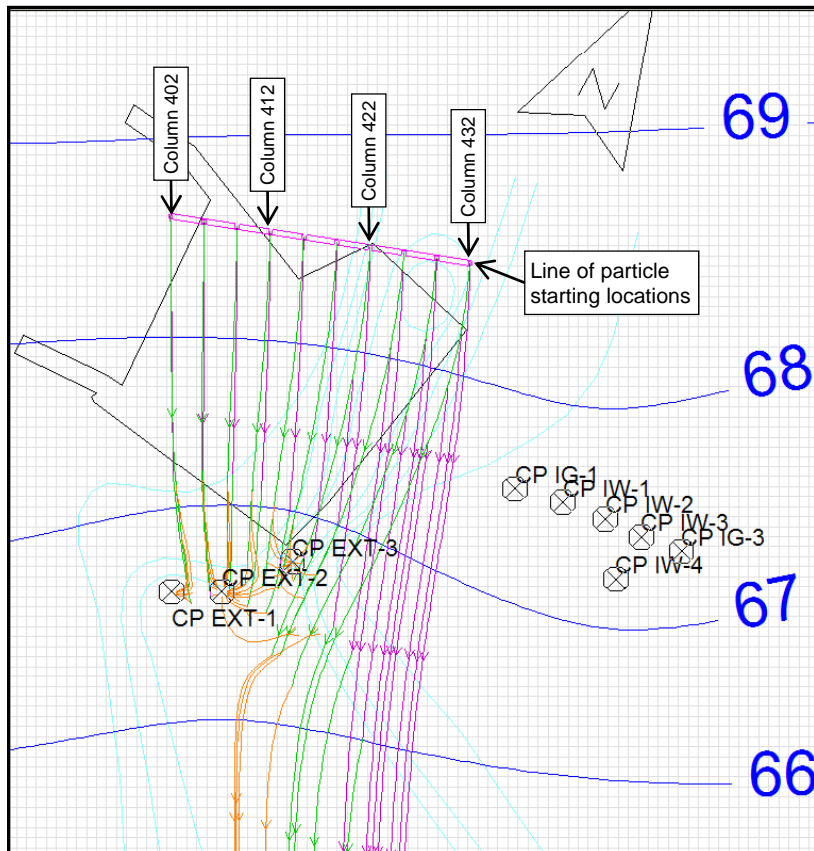 69
N
Column 402
Column 412
Column 422
Column 432
Line of particle
starting locations
68
CP IG-1
CP IW-1
CP IW-2
CP IW-3
CP IG-3
CP IW-4
CP EXT-3
CP EXT-2
CP EXT-1
67
66